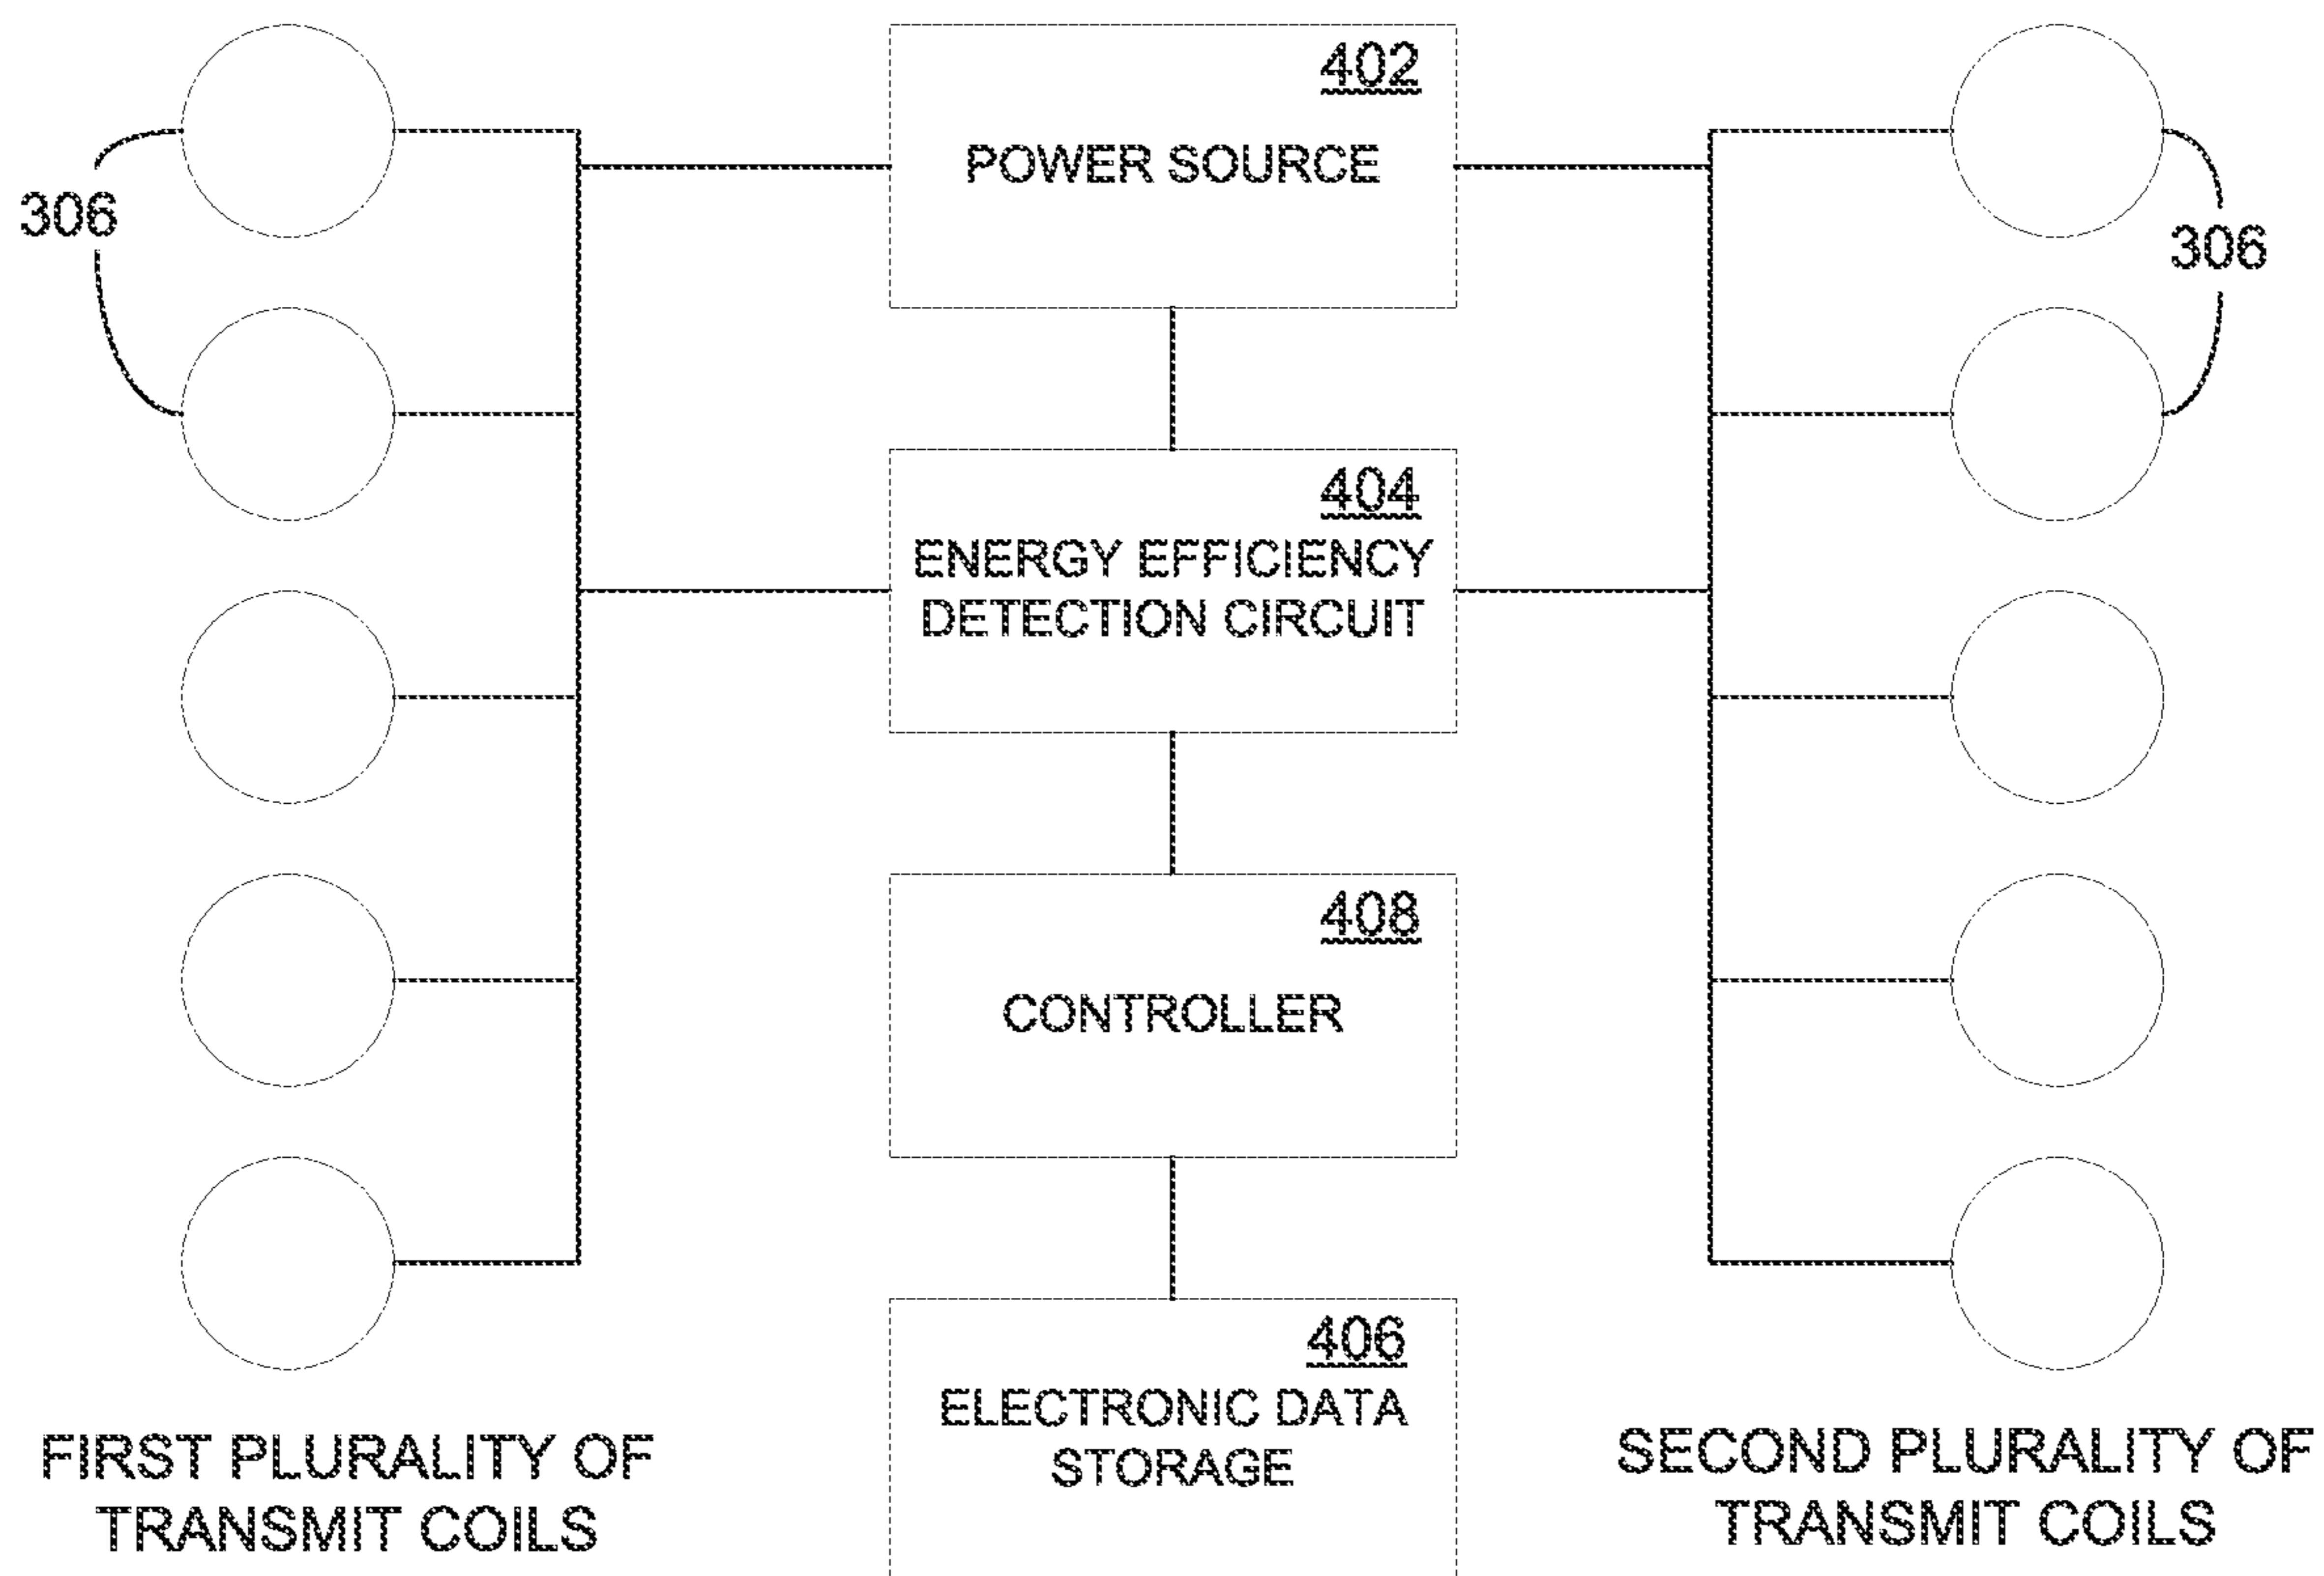 402
POWER SOURCE
306
306
404
ENERGY EFFICIENCY
DETECTION CIRCUIT
408
CONTROLLER
406
ELECTRONIC DATA
STORAGE
FIRST PLURALITY OF
TRANSMIT COILS
SECOND PLURALITY OF
TRANSMIT COILS